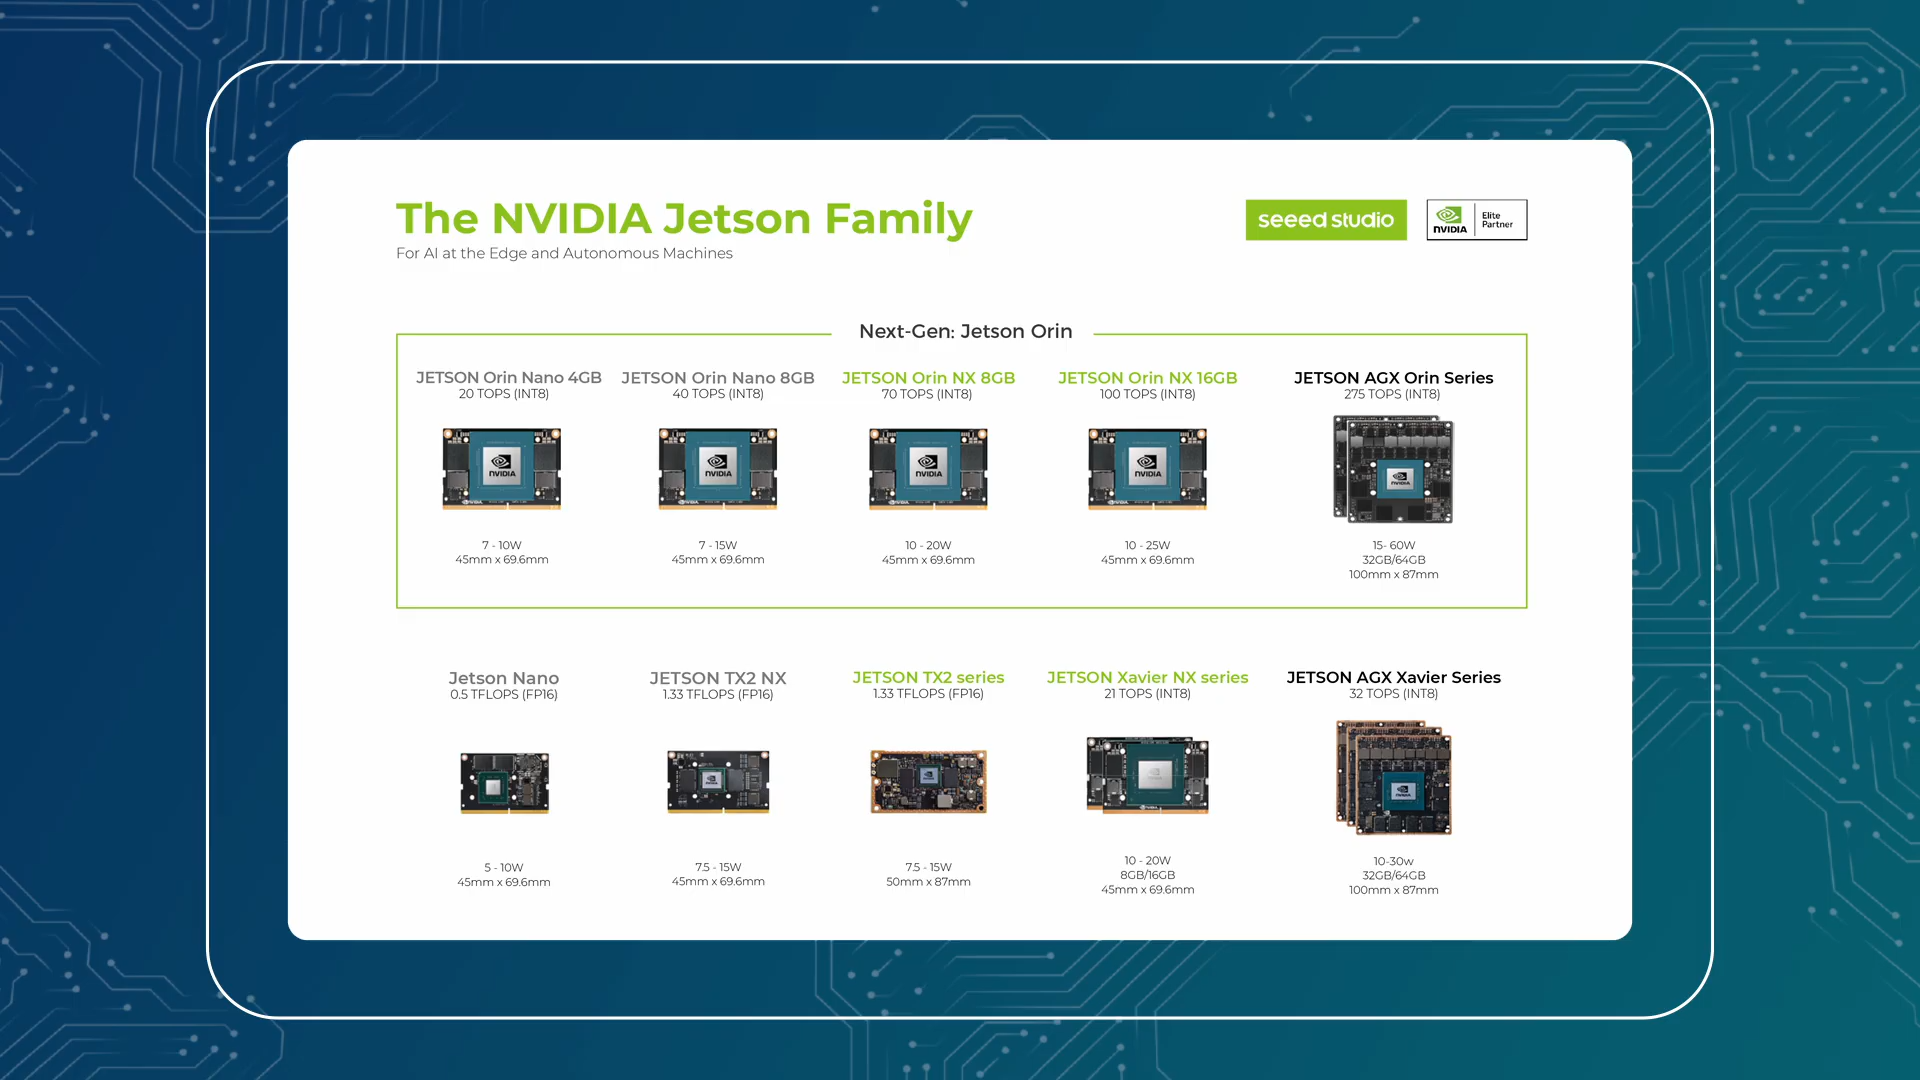 The NVIDIA Jetson Family
For AI at the Edge and Autonomous Machines
seeed studio
NVIDIA
Elite
Partner
Next-Gen: Jetson Orin
JETSON Orin Nano 4GB
20 TOPS (INT8)
NVIDIA
7 - 10W
45mm x 69.6mm
JETSON Orin Nano 8GB
40 TOPS (INT8)
NVIDIA
7 - 15W
45mm x 69.6mm
JETSON Orin NX 8GB
70 TOPS (INT8)
NVIDIA
10 - 20W
45mm x 69.6mm
JETSON Orin NX 16GB
100 TOPS (INT8)
NVIDIA
10 - 25W
45mm x 69.6mm
JETSON AGX Orin Series
275 TOPS (INT8)
NVIDIA
15- 60W
32GB/64GB
100mm x 87mm
Jetson Nano
0.5 TFLOPS (FP16)
5 - 10W
45mm x 69.6mm
JETSON TX2 NX
1.33 TFLOPS (FP16)
7.5 - 15W
45mm x 69.6mm
JETSON TX2 series
1.33 TFLOPS (FP16)
7.5 - 15W
50mm x 87mm
JETSON Xavier NX series
21 TOPS (INT8)
10 - 20W
8GB/16GB
45mm x 69.6mm
JETSON AGX Xavier Series
32 TOPS (INT8)
NVIDIA
10-30w
32GB/64GB
100mm x 87mm